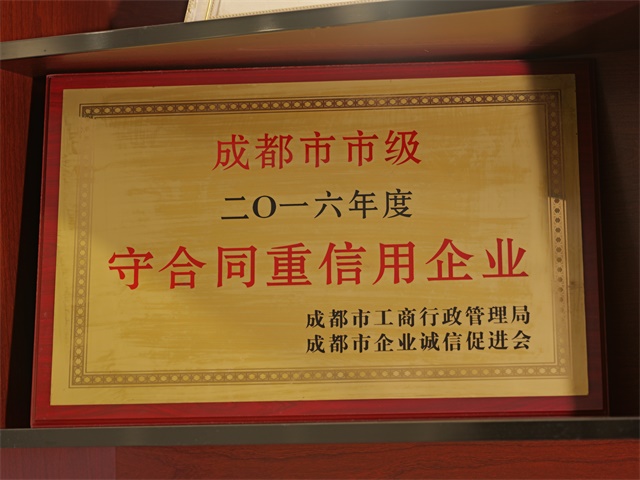 成都市市级
二〇一六年度
守合同重信用企业
成都市工商行政管理局
成都市企业诚信促进会